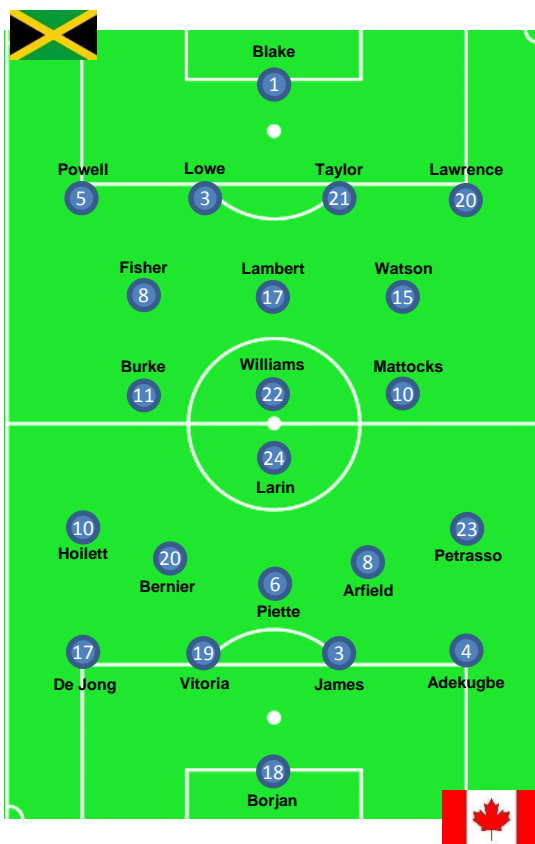 Blake
1
Powell
Lowe
Taylor
Lawrence
5
3
21
20
Fisher
Lambert
Watson
8
17
15
Burke
Williams
Mattocks
11
22
10
24
Larin
10
Hoilett
20
Bernier
6
Piette
8
Arfield
23
Petrasso
17
De Jong
19
Vitoria
3
James
4
Adekugbe
18
Borjan